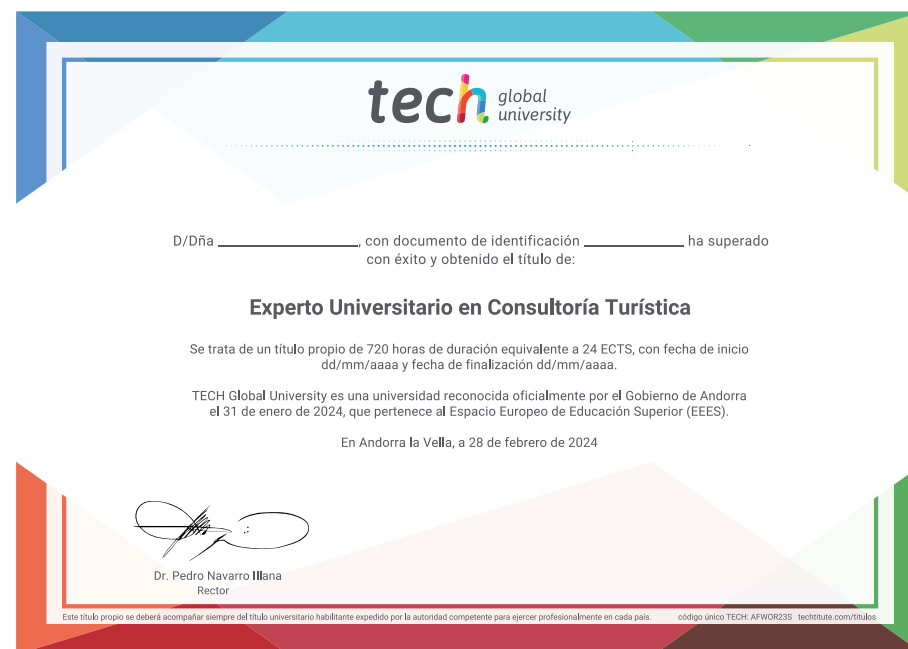 tech global university
D/Dña ____________, con documento de identificación ____________ ha superado
con éxito y obtenido el título de:
Experto Universitario en Consultoría Turística
Se trata de un título propio de 720 horas de duración equivalente a 24 ECTS, con fecha de inicio
dd/mm/aaaa y fecha de finalización dd/mm/aaaa.
TECH Global University es una universidad reconocida oficialmente por el Gobierno de Andorra
el 31 de enero de 2024, que pertenece al Espacio Europeo de Educación Superior (EEES).
En Andorra la Vella, a 28 de febrero de 2024
Dr. Pedro Navarro Illana
Rector
Este título propio se deberá acompañar siempre del título universitario habilitante expedido por la autoridad competente para ejercer profesionalmente en cada país. código único TECH: AFWOR23S techtitute.com/titulos